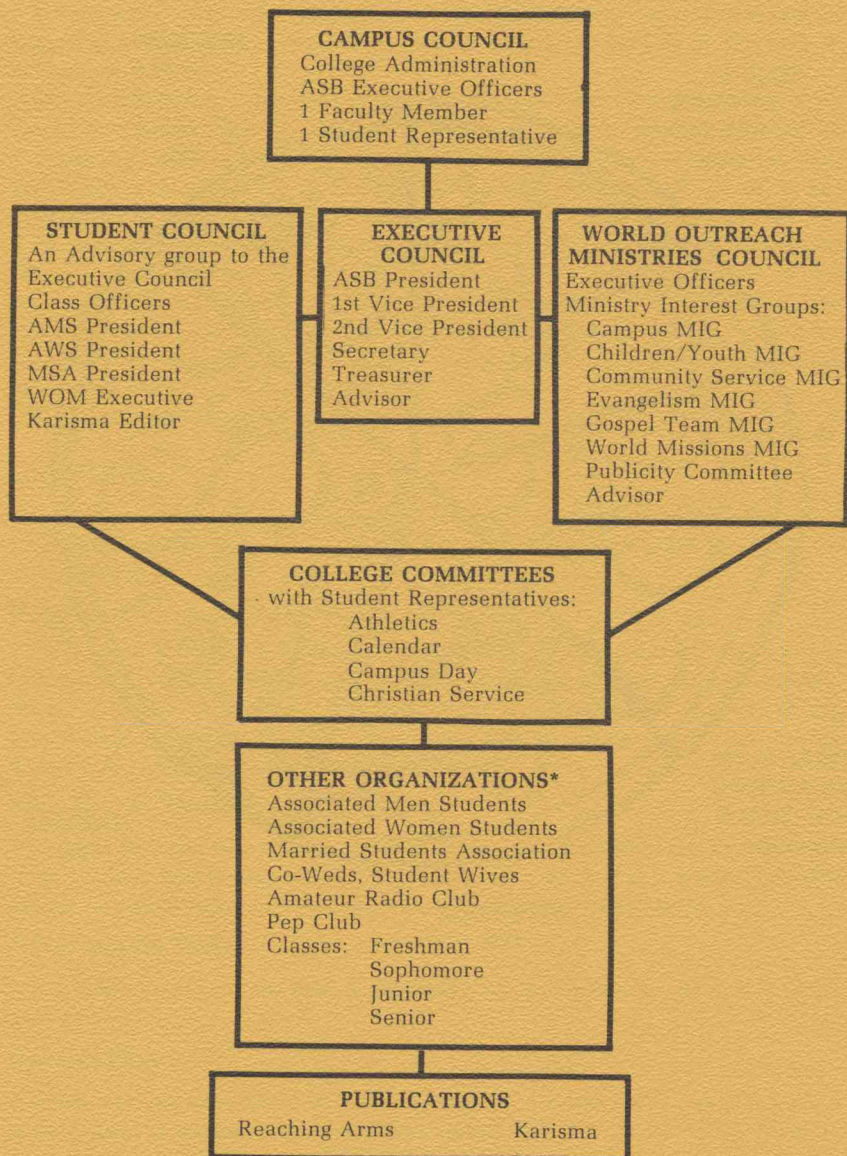 CAMPUS COUNCIL
College Administration
ASB Executive Officers
1 Faculty Member
1 Student Representative
STUDENT COUNCIL
An Advisory group to the
Executive Council
Class Officers
AMS President
AWS President
MSA President
WOM Executive
Karisma Editor
EXECUTIVE
COUNCIL
ASB President
1st Vice President
2nd Vice President
Secretary
Treasurer
Advisor
WORLD OUTREACH
MINISTRIES COUNCIL
Executive Officers
Ministry Interest Groups:
Campus MIG
Children/Youth MIG
Community Service MIG
Evangelism MIG
Gospel Team MIG
World Missions MIG
Publicity Committee
Advisor
COLLEGE COMMITTEES
with Student Representatives:
Athletics
Calendar
Campus Day
Christian Service
OTHER ORGANIZATIONS*
Associated Men Students
Associated Women Students
Married Students Association
Co-Weds, Student Wives
Amateur Radio Club
Pep Club
Classes: Freshman
Sophomore
Junior
Senior
PUBLICATIONS
Reaching Arms Karisma